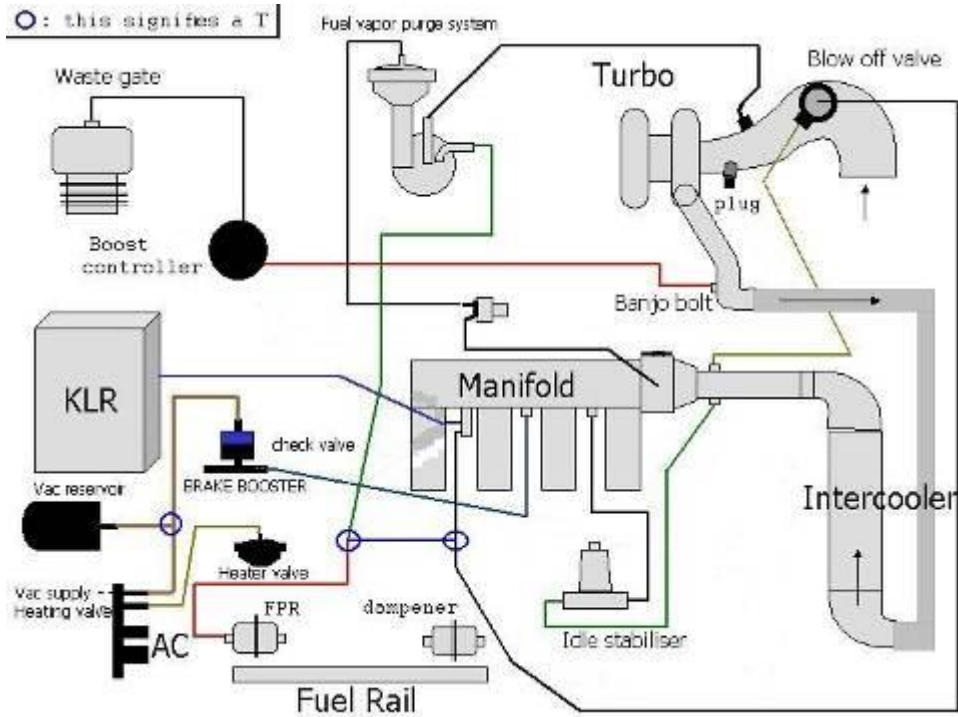 O: this signifies a T
Fuel vapor purge system
Waste gate
Turbo
Blow off valve
plug
Boost
controller
Banjo bolt
KLR
Manifold
check valve
BRAKE BOOSTER
Vac reservoir
Intercooler
Heater valve
Vac supply
Heating valve
FPR
dompener
AC
Idle stabiliser
Fuel Rail